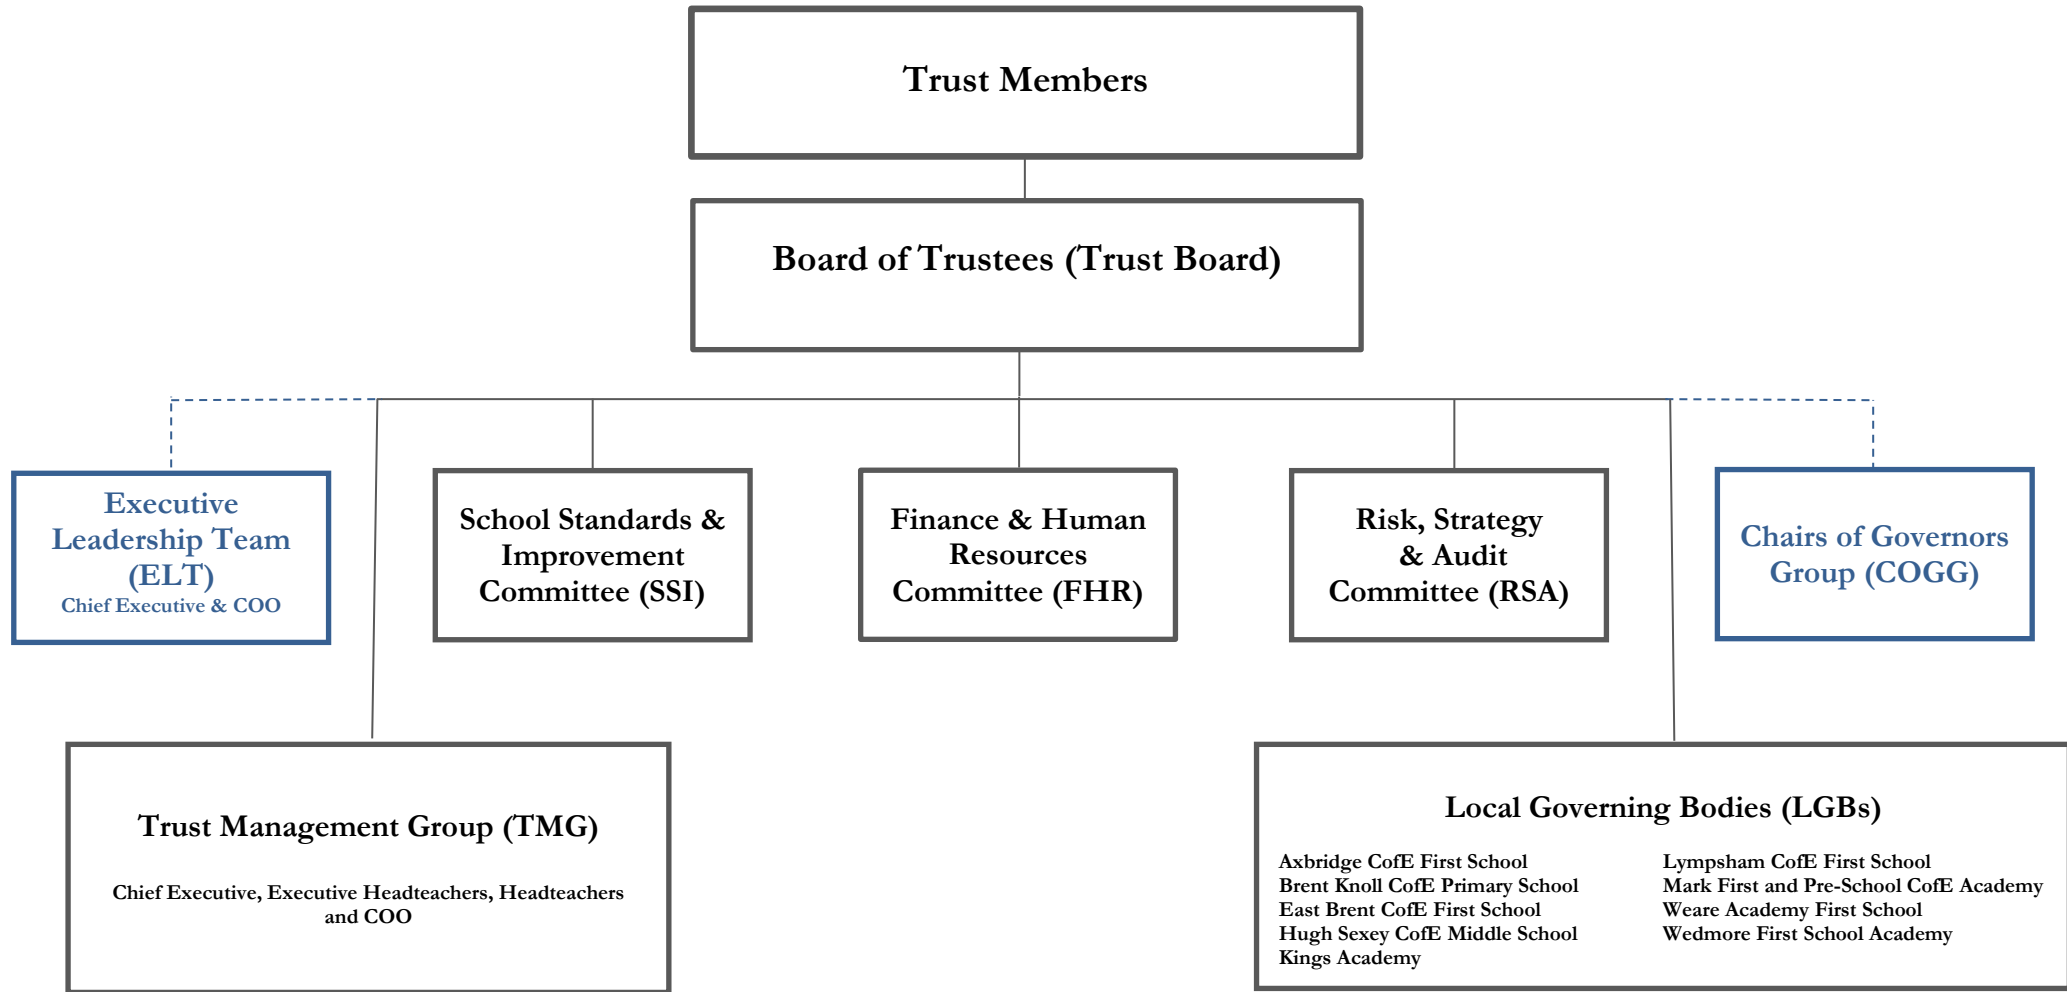 Trust Members
Board of Trustees (Trust Board)
Executive
Leadership Team
(ELT)
Chief Executive & COO
School Standards &
Improvement
Committee (SSI)
Finance & Human
Resources
Committee (FHR)
Risk, Strategy
& Audit
Committee (RSA)
Chairs of Governors
Group (COGG)
Trust Management Group (TMG)
Chief Executive, Executive Headteachers, Headteachers
and COO
Local Governing Bodies (LGBs)
Axbridge CofE First School
Brent Knoll CofE Primary School
East Brent CofE First School
Hugh Sexey CofE Middle School
Kings Academy
Lympsham CofE First School
Mark First and Pre-School CofE Academy
Weare Academy First School
Wedmore First School Academy